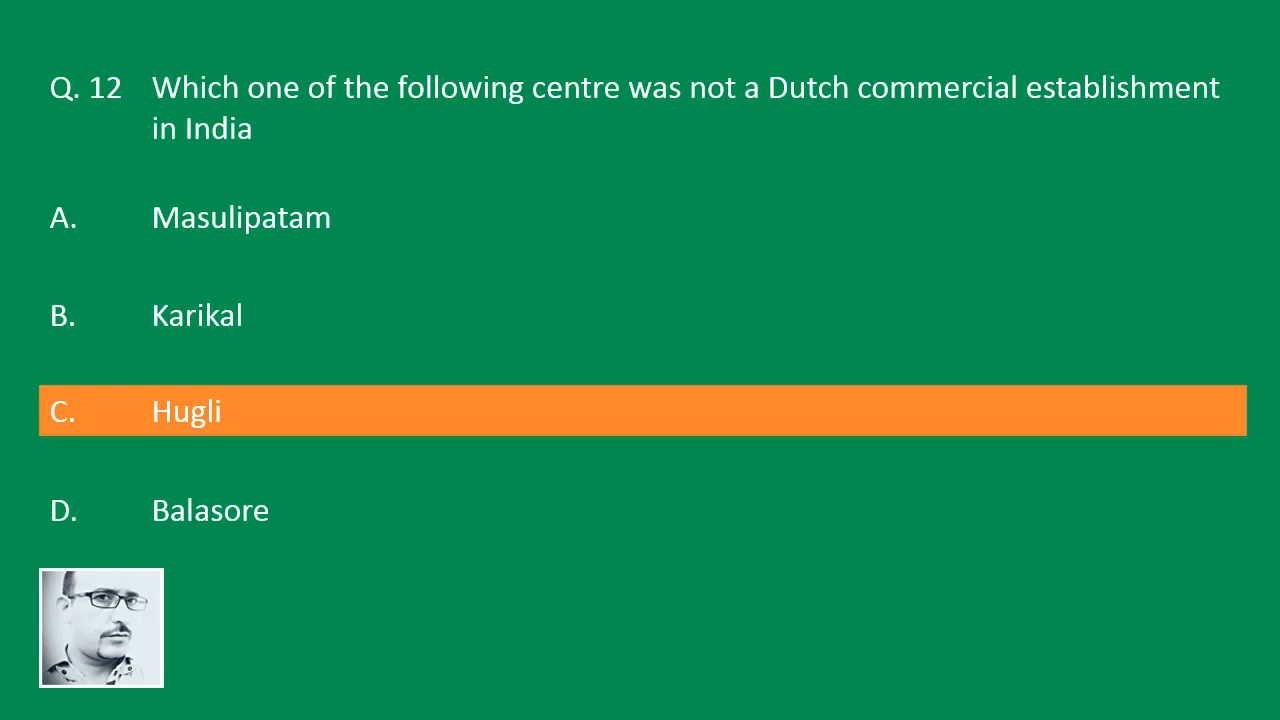 Q. 12 Which one of the following centre was not a Dutch commercial establishment
in India
A. Masulipatam
B. Karikal
C. Hugli
D. Balasore